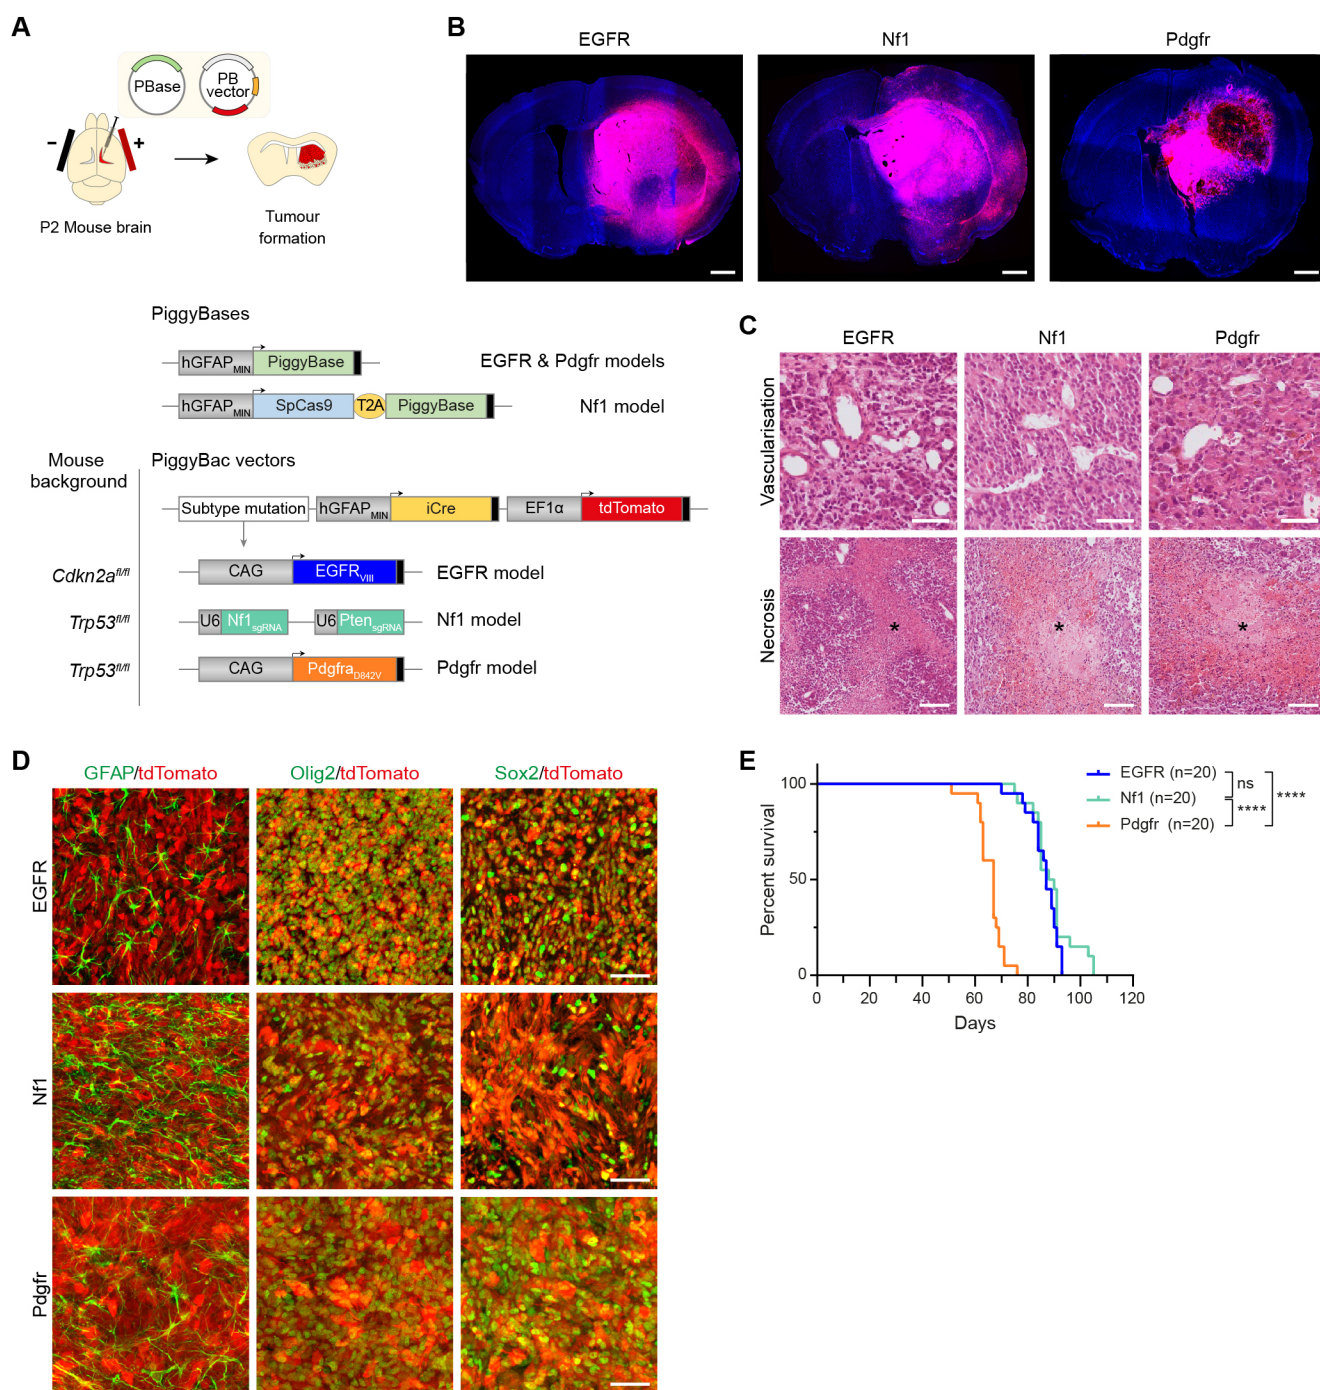 A
PBase
PB
vector
−
+
P2 Mouse brain
Tumour
formation
PiggyBases
hGFAPMIN
PiggyBase
EGFR & Pdgfr models
hGFAPMIN
SpCas9
T2A
PiggyBase
Nf1 model
Mouse
background
PiggyBac vectors
Subtype mutation
hGFAPMIN
iCre
EF1α
tdTomato
Cdkn2afl/fl
CAG
EGFRVIII
EGFR model
Trp53fl/fl
U6
Nf1sgRNA
U6
PtensgRNA
Nf1 model
Trp53fl/fl
CAG
PdgfraD842V
Pdgfr model
B
EGFR
Nf1
Pdgfr
C
EGFR
Nf1
Pdgfr
Vascularisation
Necrosis
*
*
*
D
GFAP/tdTomato
Olig2/tdTomato
Sox2/tdTomato
EGFR
Nf1
Pdgfr
E
Percent survival
100
50
0
0
20
40
60
80
100
120
Days
EGFR (n=20)
Nf1 (n=20)
Pdgfr (n=20)
ns
****
****